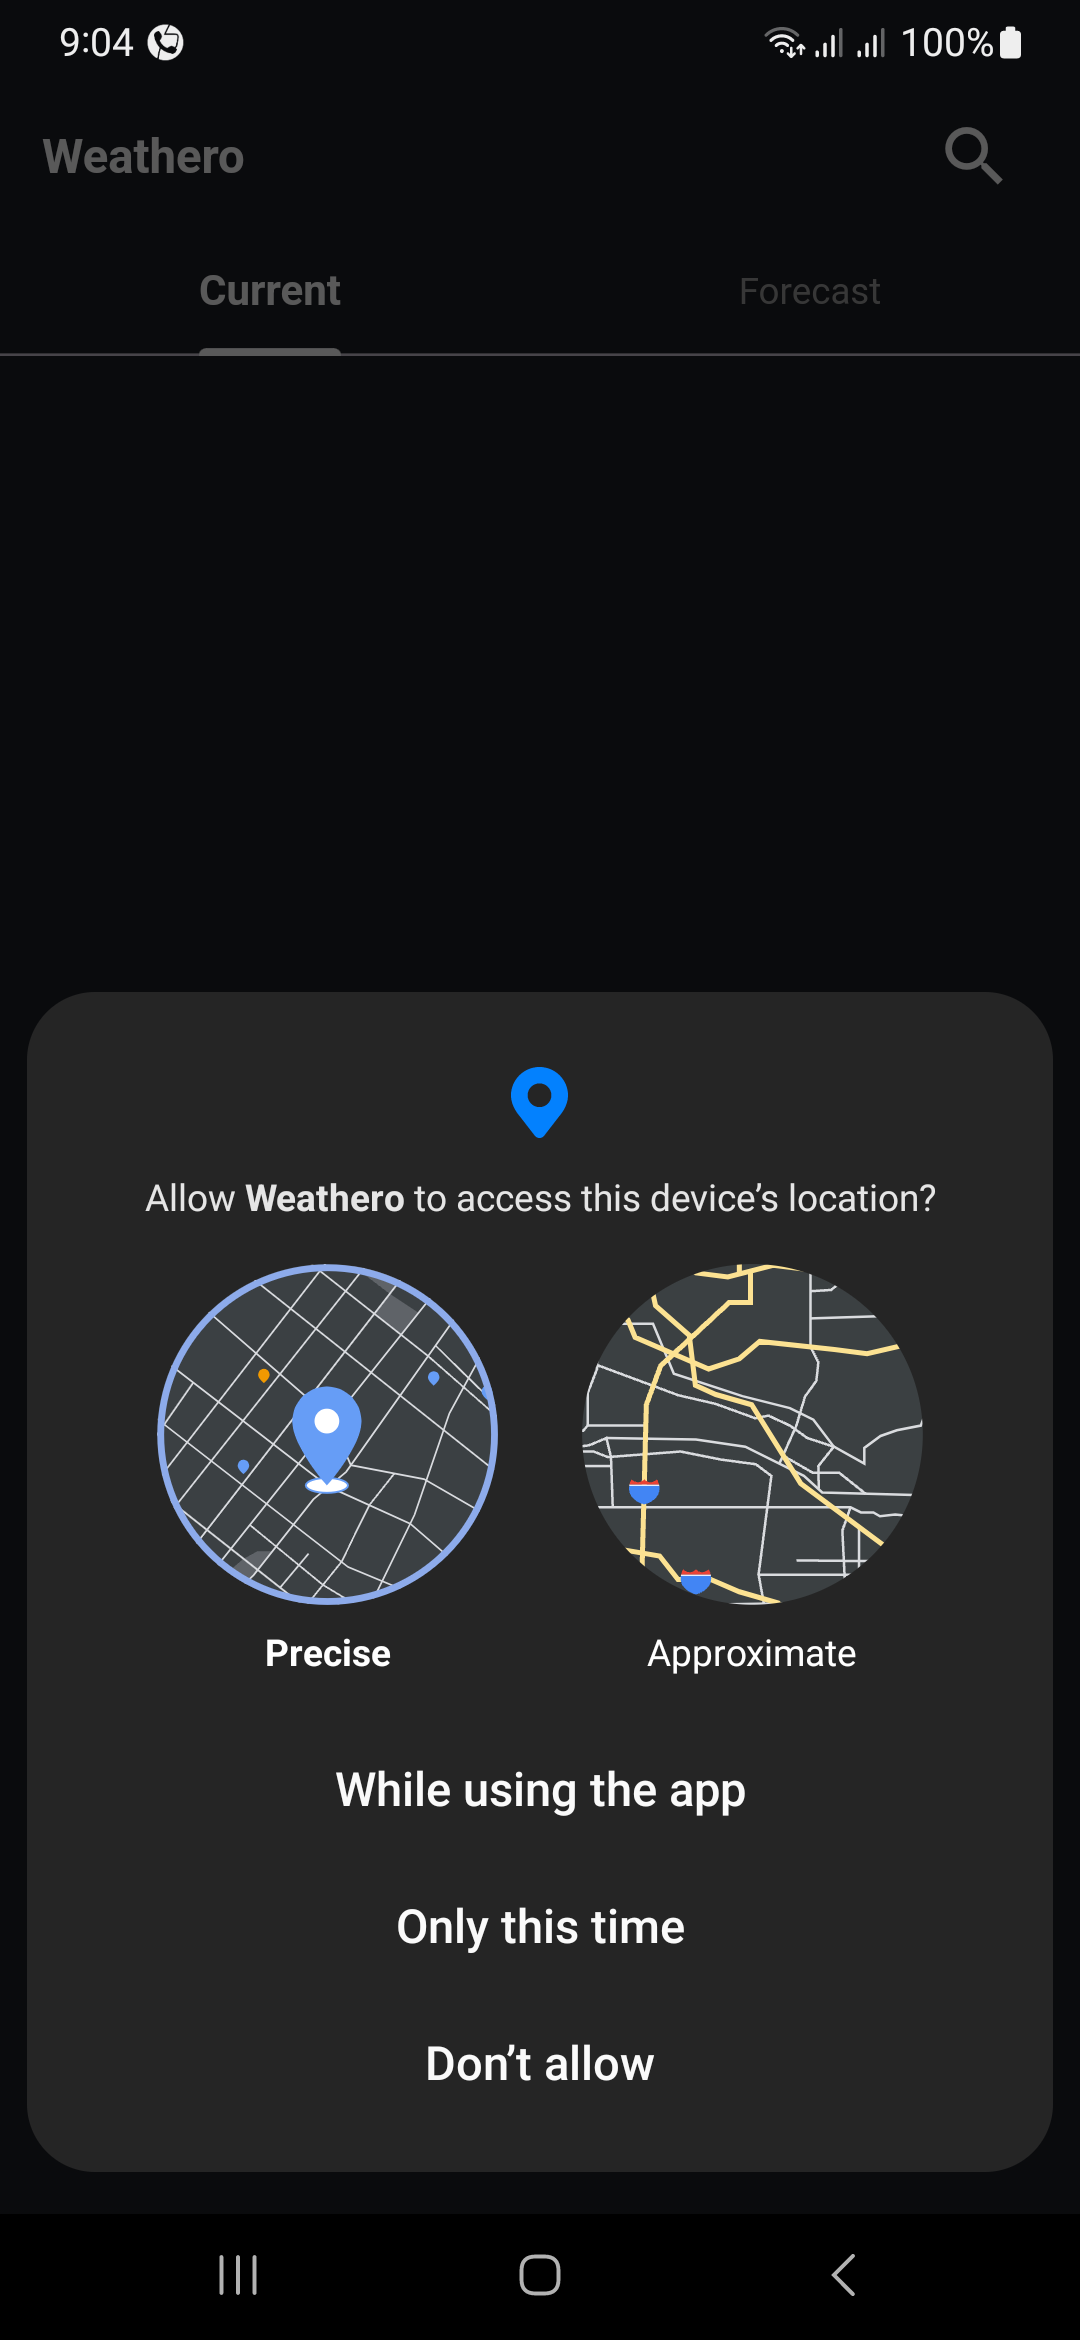 9:04
100%
Weathero
Current
Forecast
Allow Weathero to access this device’s location?
Precise
Approximate
While using the app
Only this time
Don’t allow